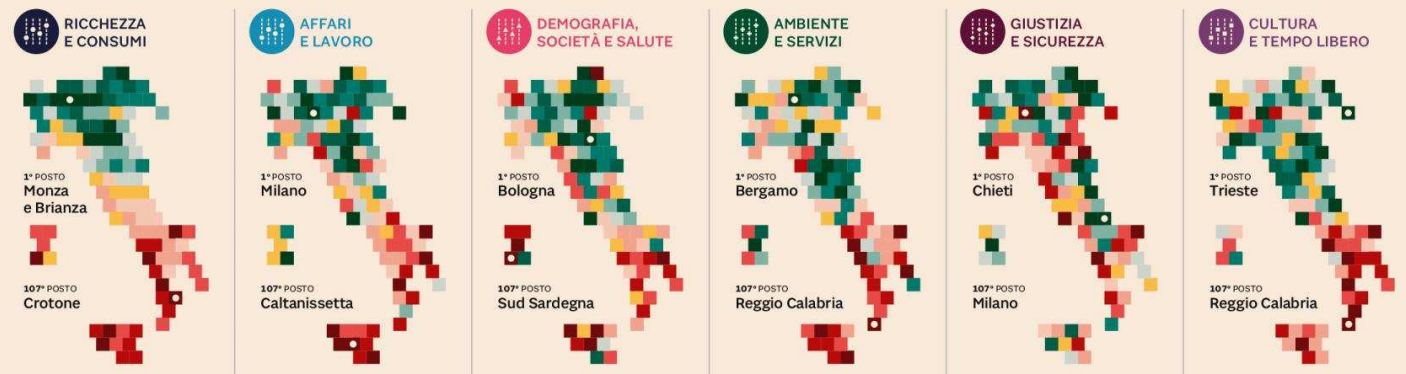 RICCHEZZA
E CONSUMI
1° POSTO
Monza
e Brianza
107° POSTO
Crotone
AFFARI
E LAVORO
1° POSTO
Milano
107° POSTO
Caltanissetta
DEMOGRAFIA,
SOCIETÀ E SALUTE
1° POSTO
Bologna
107° POSTO
Sud Sardegna
AMBIENTE
E SERVIZI
1° POSTO
Bergamo
107° POSTO
Reggio Calabria
GIUSTIZIA
E SICUREZZA
1° POSTO
Chieti
107° POSTO
Milano
CULTURA
E TEMPO LIBERO
1° POSTO
Trieste
107° POSTO
Reggio Calabria